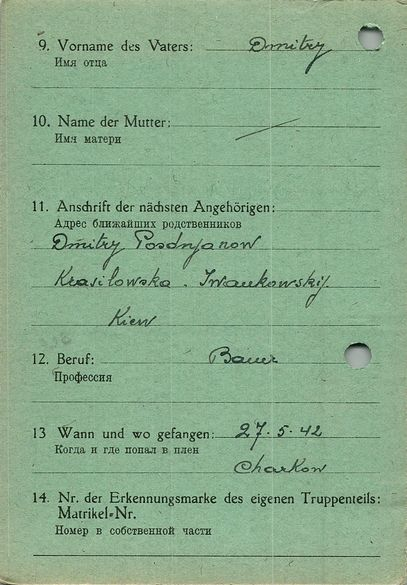 9. Vorname des Vaters: Dmitry
Имя отца
10. Name der Mutter: —
Имя матери
11. Anschrift der nächsten Angehörigen:
Адрес ближайших родственников
Dmitry Posdnjanow
Krasilowska. Iwankowskij
Kiew
12. Beruf: Bauer
Профессия
13 Wann und wo gefangen: 27.5.42
Когда и где попал в плен
Charkow
14. Nr. der Erkennungsmarke des eigenen Truppenteils:
Matrikel-Nr.
Номер в собственной части